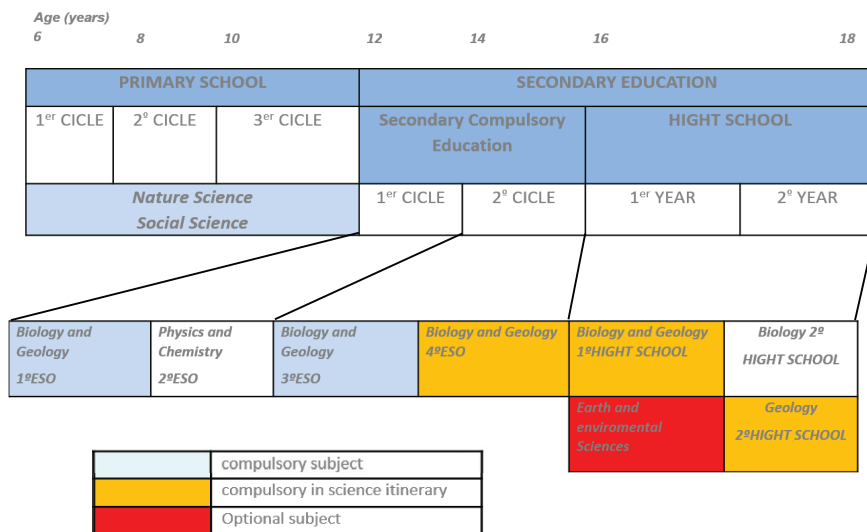 Age (years)
6 8 10 12 14 16 18
PRIMARY SCHOOL SECONDARY EDUCATION
1er CICLE 2º CICLE 3er CICLE Secondary Compulsory Education HIGHT SCHOOL
Nature Science
Social Science
1er CICLE 2º CICLE 1er YEAR 2º YEAR
Biology and Geology 1ºESO
Physics and Chemistry 2ºESO
Biology and Geology 3ºESO
Biology and Geology 4ºESO
Biology and Geology 1ºHIGHT SCHOOL
Biology 2º HIGHT SCHOOL
Earth and enviromental Sciences
Geology 2ºHIGHT SCHOOL
compulsory subject
compulsory in science itinerary
Optional subject